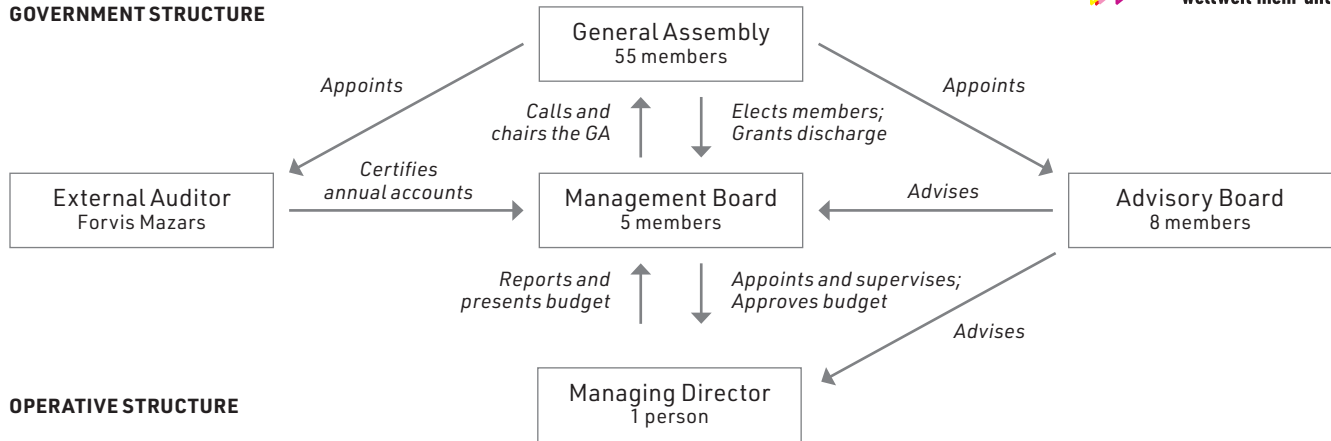 GOVERNMENT STRUCTURE
weltweit mehr
General Assembly
55 members
Appoints
Calls and
chairs the GA
Elects members;
Grants discharge
Appoints
External Auditor
Forvis Mazars
Certifies
annual accounts
Management Board
5 members
Advises
Advisory Board
8 members
Reports and
presents budget
Appoints and supervises;
Approves budget
Advises
OPERATIVE STRUCTURE
Managing Director
1 person